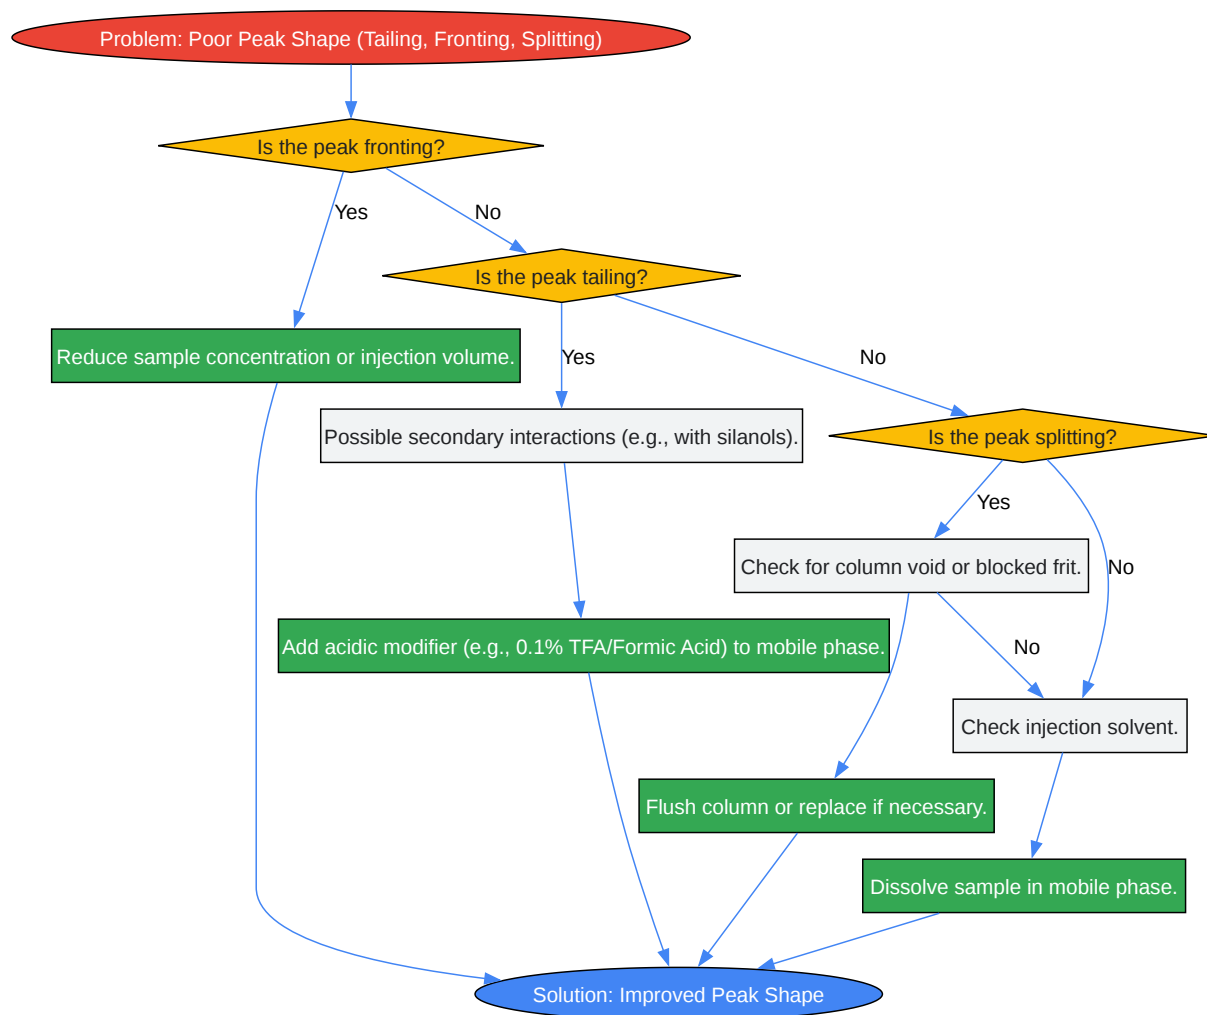 Problem: Poor Peak Shape (Tailing, Fronting, Splitting)
Is the peak fronting?
Yes
No
Is the peak tailing?
Reduce sample concentration or injection volume.
Yes
No
Possible secondary interactions (e.g., with silanols).
Is the peak splitting?
Yes
Check for column void or blocked frit.
No
Add acidic modifier (e.g., 0.1% TFA/Formic Acid) to mobile phase.
No
Check injection solvent.
Flush column or replace if necessary.
Dissolve sample in mobile phase.
Solution: Improved Peak Shape